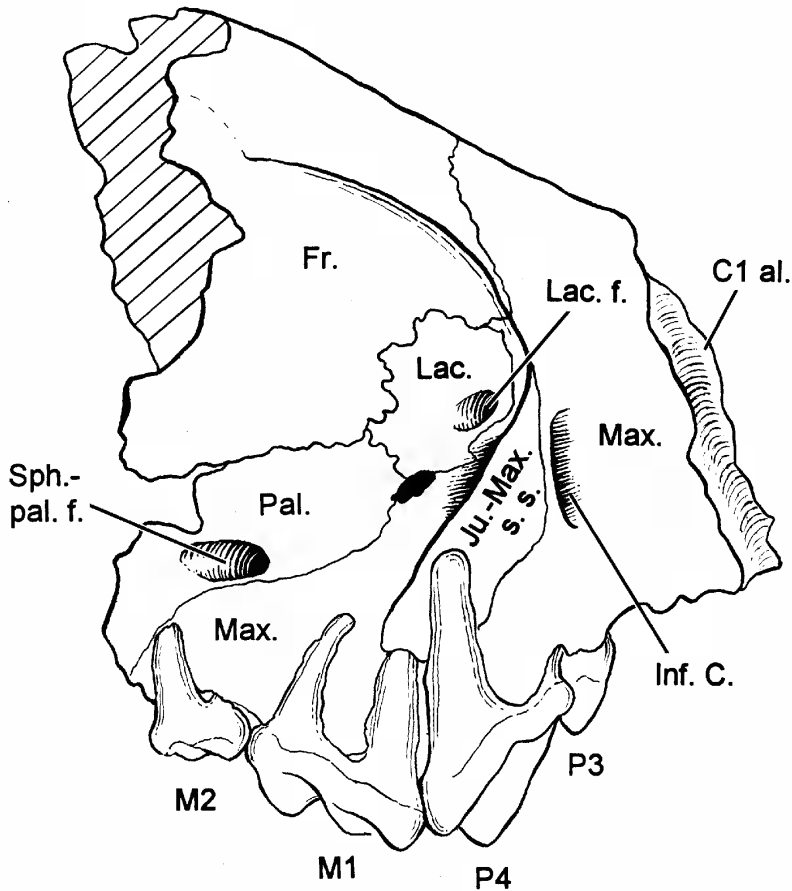 Fr.
C1 al.
Lac. f.
Lac.
Max.
Sph.-
pal. f.
Pal.
Ju.-Max.
s. s.
Max.
Inf. C.
P3
M2
M1
P4